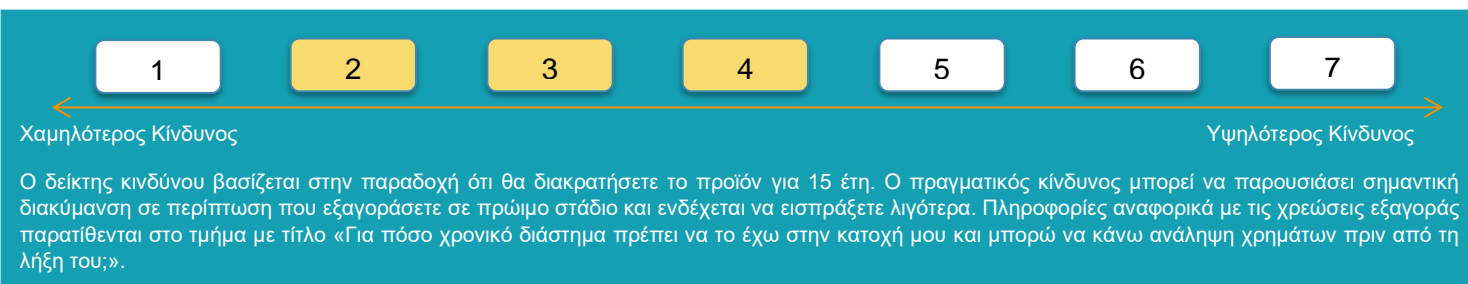 1 2 3 4 5 6 7
Χαμηλότερος Κίνδυνος Υψηλότερος Κίνδυνος
Ο δείκτης κινδύνου βασίζεται στην παραδοχή ότι θα διακρατήσετε το προϊόν για 15 έτη. Ο πραγματικός κίνδυνος μπορεί να παρουσιάσει σημαντική
διακύμανση σε περίπτωση που εξαγοράσετε σε πρώιμο στάδιο και ενδέχεται να εισπράξετε λιγότερα. Πληροφορίες αναφορικά με τις χρεώσεις εξαγοράς
παρατίθενται στο τμήμα με τίτλο «Για πόσο χρονικό διάστημα πρέπει να το έχω στην κατοχή μου και μπορώ να κάνω ανάληψη χρημάτων πριν από τη
λήξη του;».